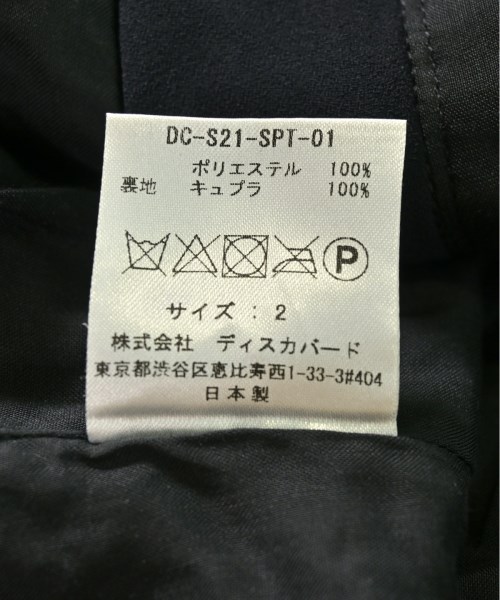 DC-S21-SPT-01
ポリエステル 100%
裏地 キュプラ 100%
P
サイズ : 2
株式会社 ディスカバード
東京都渋谷区恵比寿西1-33-3#404
日本製